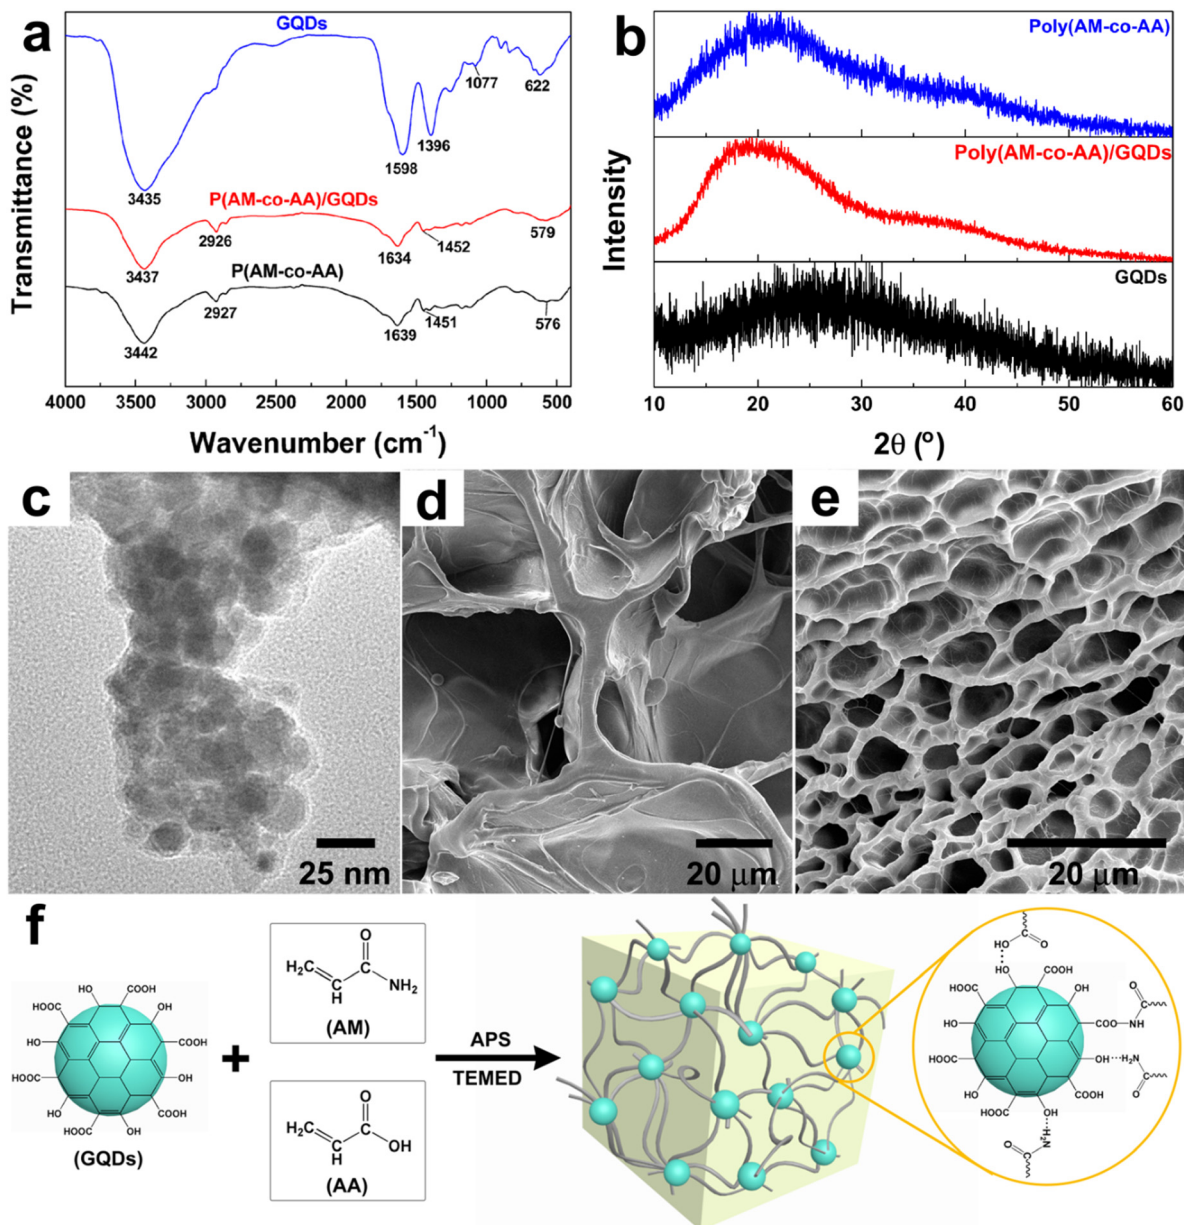 a
GQDs
1077
622
1396
1598
3435
P(AM-co-AA)/GQDs
2926
1452
579
1634
3437
P(AM-co-AA)
2927
1451
576
1639
3442
Transmittance (%)
4000 3500 3000 2500 2000 1500 1000 500
Wavenumber (cm⁻¹)
b
Poly(AM-co-AA)
Poly(AM-co-AA)/GQDs
GQDs
Intensity
10 20 30 40 50 60
2θ (º)
c
25 nm
d
20 μm
e
20 μm
f
COOH
HO
HOOC
OH
HO
COOH
HOOC
OH
HO
COOH
HOOC
OH
(GQDs)
+
O
H₂C
C
NH₂
H
(AM)
O
H₂C
C
OH
H
(AA)
APS
TEMED
C
HO
O
HO
COOH
HOOC
OH
O
C
HO
COO-NH
HOOC
OH
H₂N
C
HO
O
COOH
HOOC
OH
H₂N
O
C